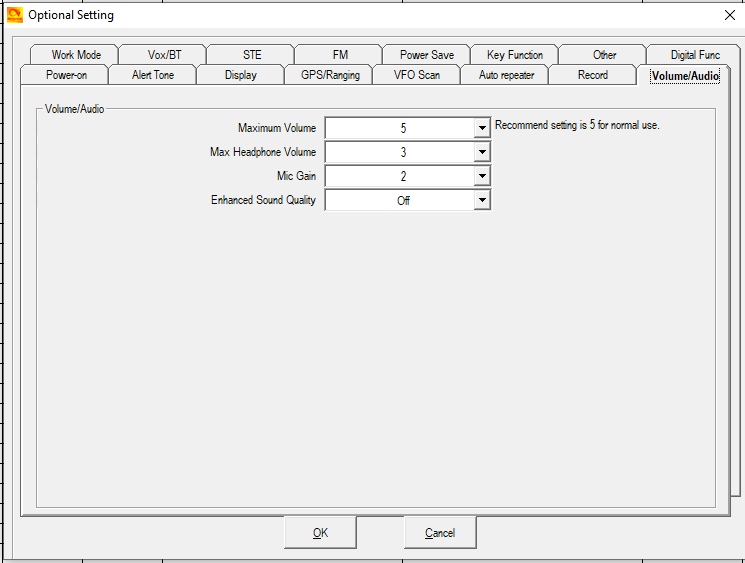 Optional Setting
Work Mode Vox/BT STE FM Power Save Key Function Other Digital Func
Power-on Alert Tone Display GPS/Ranging VFO Scan Auto repeater Record Volume/Audio
Volume/Audio
Maximum Volume 5 Recommend setting is 5 for normal use.
Max Headphone Volume 3
Mic Gain 2
Enhanced Sound Quality Off
OK Cancel